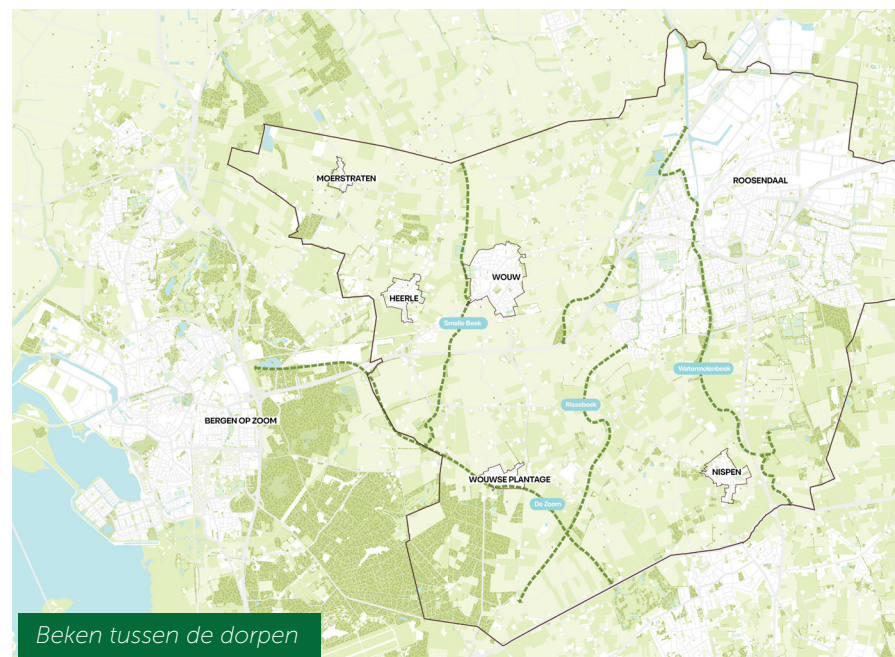 MOERSTRATEN
ROOSENDAAL
WOUW
HEERLE
Smalle Beek
Watermolenbeek
Rissebeek
BERGEN OP ZOOM
NISPEN
WOUWSE PLANTAGE
De Zoom
Beken tussen de dorpen